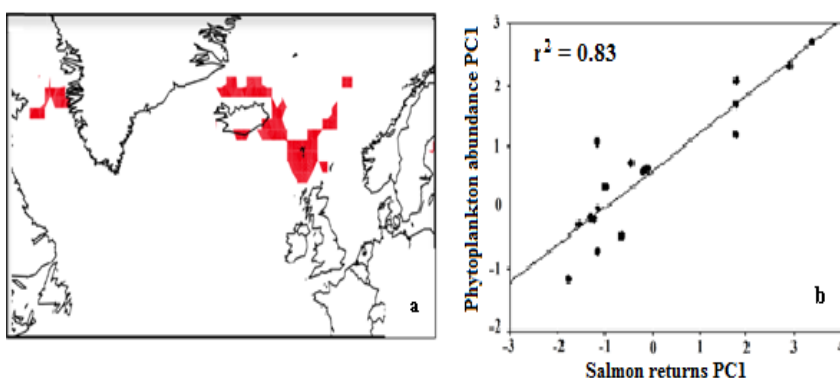 a
r² = 0.83
Phytoplankton abundance PC1
3
2
1
0
-1
-2
-3 -2 -1 0 1 2 3 4
b
Salmon returns PC1